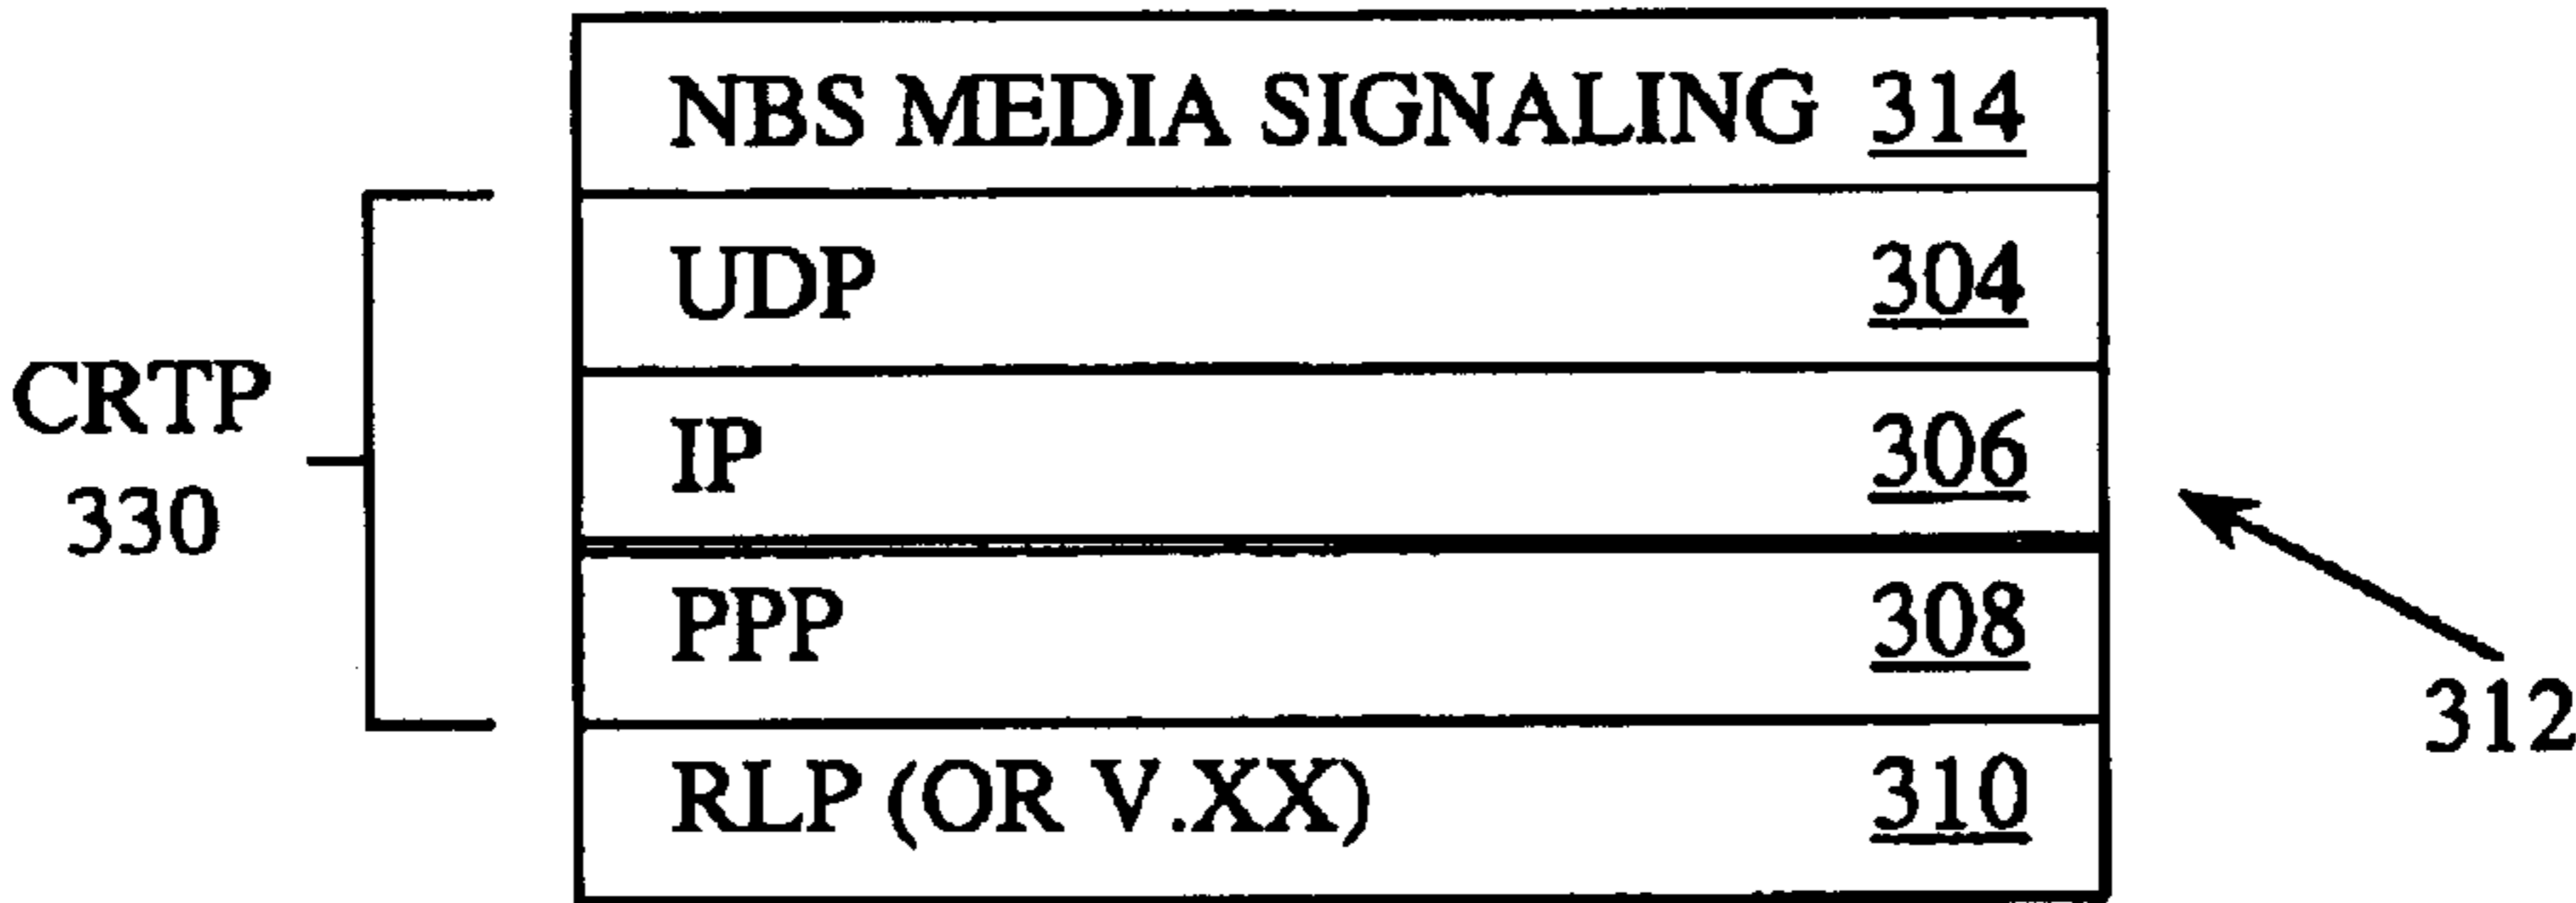 NBS MEDIA SIGNALING 314
UDP 304
IP 306
PPP 308
RLP (OR V.XX) 310
CRTP
330
312